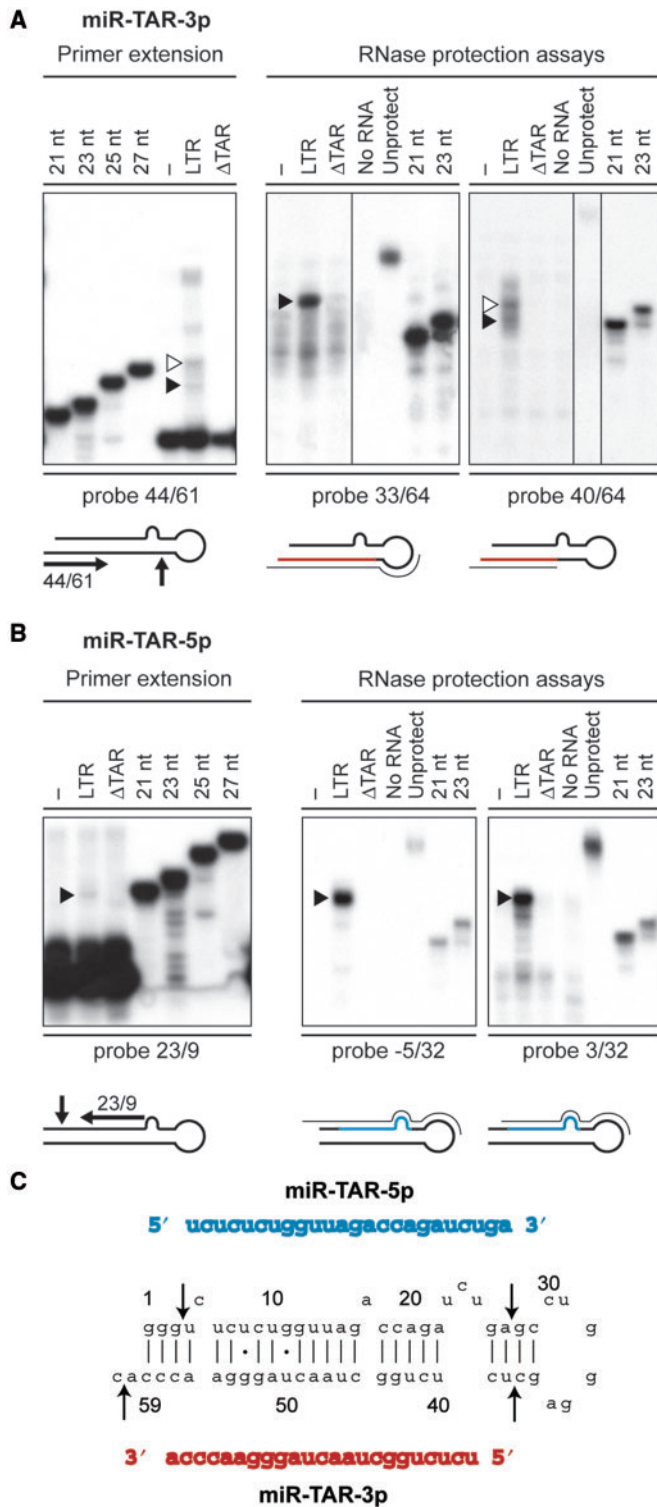 A
miR-TAR-3p
Primer extension
RNase protection assays
21 nt 23 nt 25 nt 27 nt – LTR ΔTAR
– LTR ΔTAR No RNA Unprotect 21 nt 23 nt
– LTR ΔTAR No RNA Unprotect 21 nt 23 nt
probe 44/61
probe 33/64
probe 40/64
44/61
B
miR-TAR-5p
Primer extension
RNase protection assays
– LTR ΔTAR 21 nt 23 nt 25 nt 27 nt
– LTR ΔTAR No RNA Unprotect 21 nt 23 nt
– LTR ΔTAR No RNA Unprotect 21 nt 23 nt
probe 23/9
probe -5/32
probe 3/32
23/9
C
miR-TAR-5p
5′ ucucucugguuagaccagaucuga 3′
1 c 10 a 20 u c u 30 c u g
gggu ucucugguuag ccaga gagc
caccca agggaucaauc ggucu cucg g
59 50 40 a g
3′ acccaagggaucaaucggucucu 5′
miR-TAR-3p